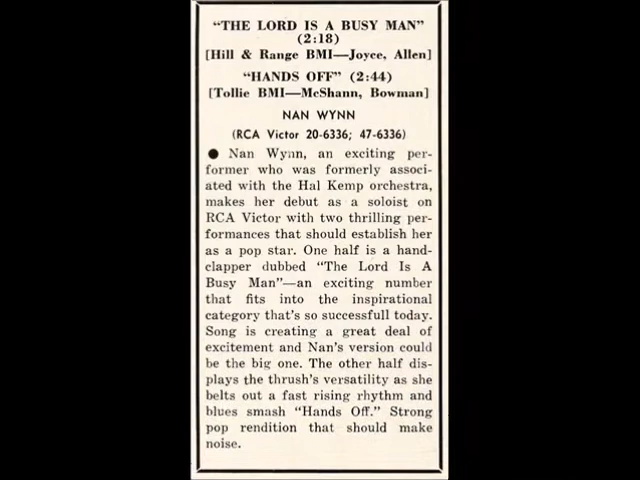 “THE LORD IS A BUSY MAN”
(2:18)
[Hill & Range BMI—Joyce, Allen]
“HANDS OFF” (2:44)
[Tollie BMI—McShann, Bowman]
NAN WYNN
(RCA Victor 20-6336; 47-6336)
● Nan Wynn, an exciting per-
former who was formerly associ-
ated with the Hal Kemp orchestra,
makes her debut as a soloist on
RCA Victor with two thrilling per-
formances that should establish her
as a pop star. One half is a hand-
clapper dubbed “The Lord Is A
Busy Man”—an exciting number
that fits into the inspirational
category that's so successfull today.
Song is creating a great deal of
excitement and Nan's version could
be the big one. The other half dis-
plays the thrush's versatility as she
belts out a fast rising rhythm and
blues smash “Hands Off.” Strong
pop rendition that should make
noise.